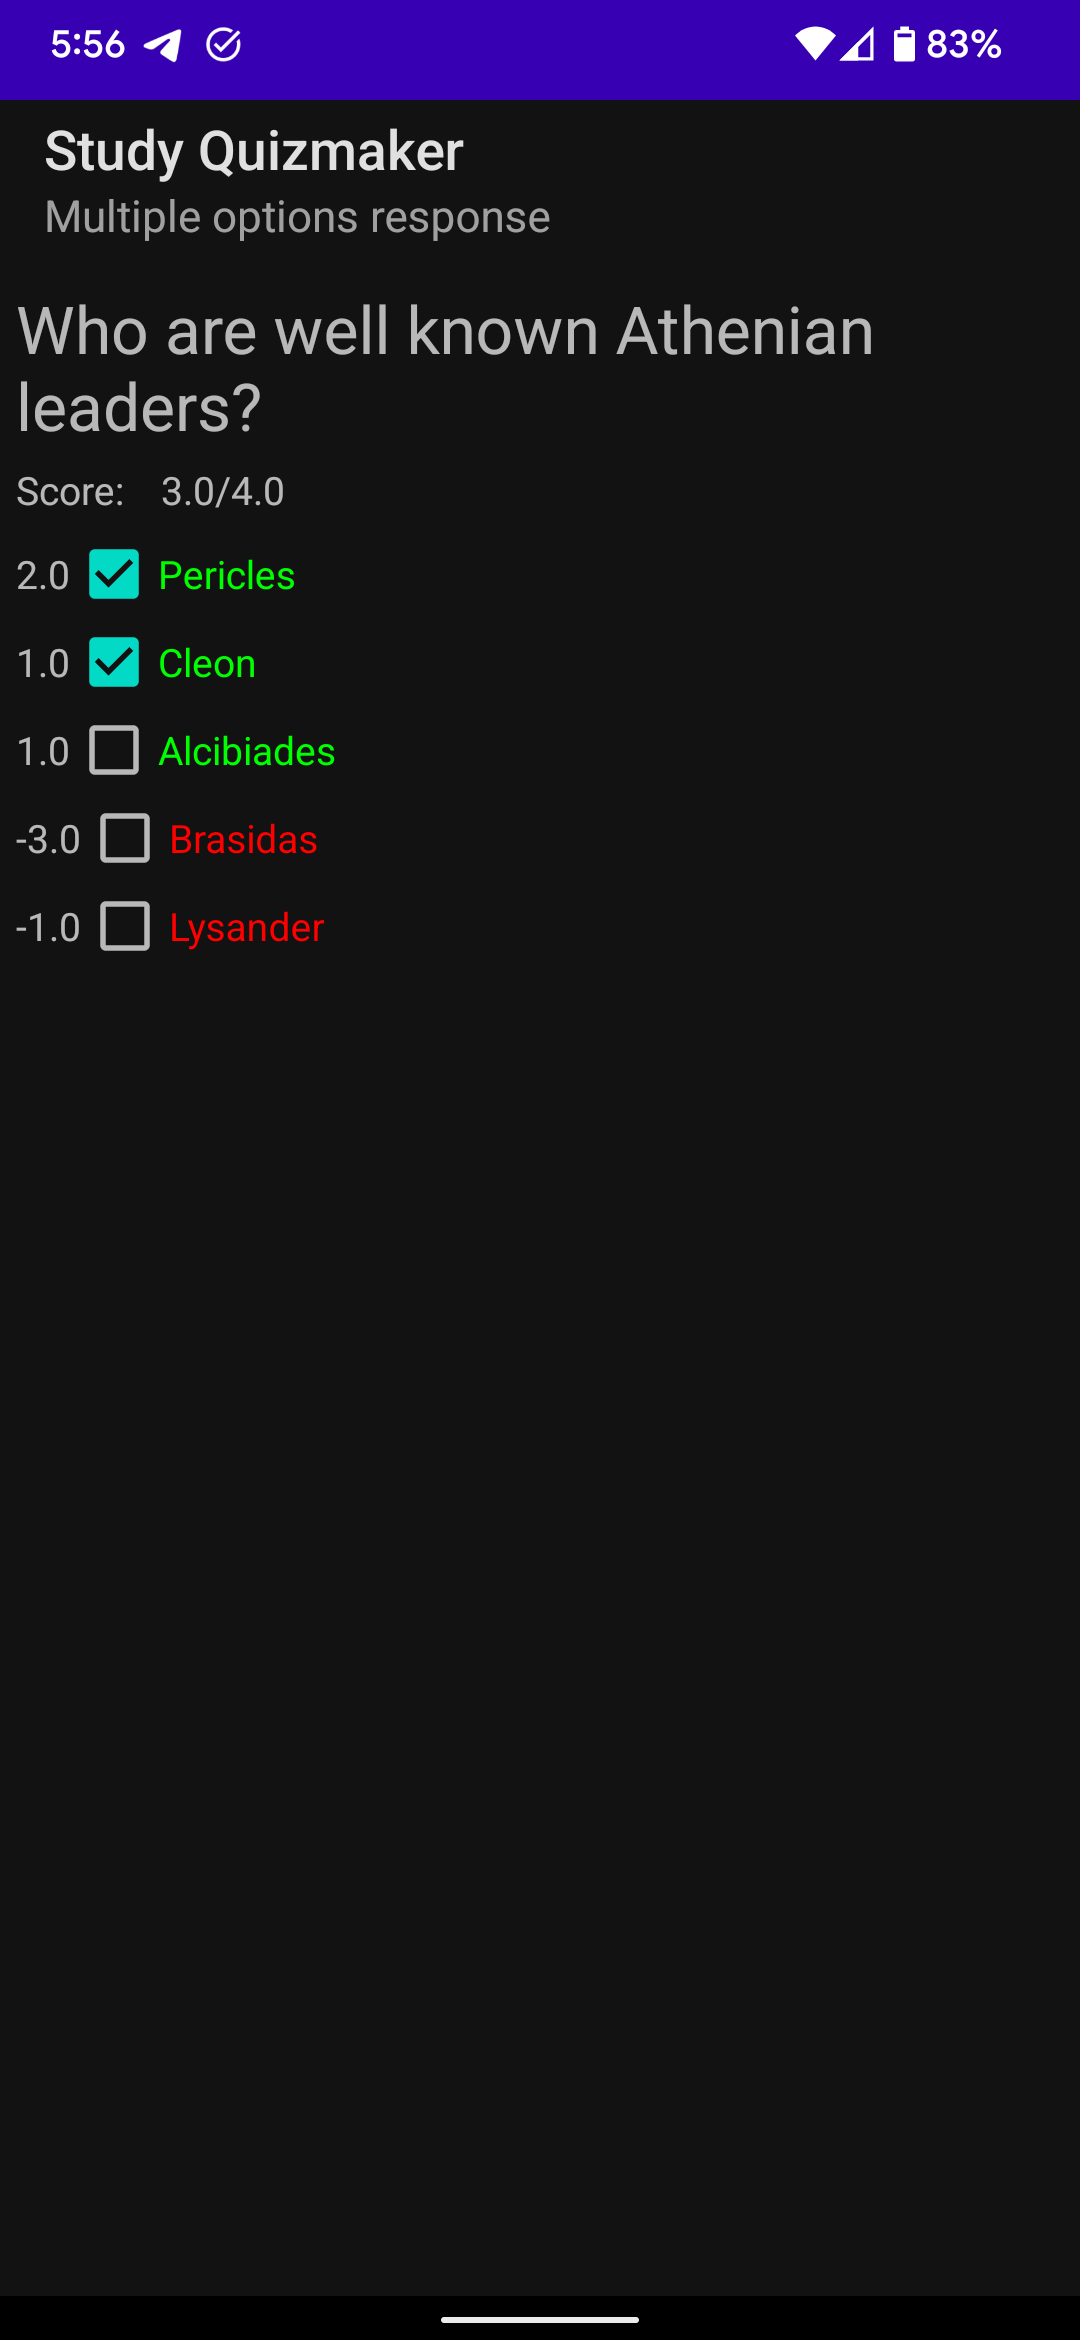 5:56 83%
Study Quizmaker
Multiple options response
Who are well known Athenian
leaders?
Score: 3.0/4.0
2.0 Pericles
1.0 Cleon
1.0 Alcibiades
-3.0 Brasidas
-1.0 Lysander